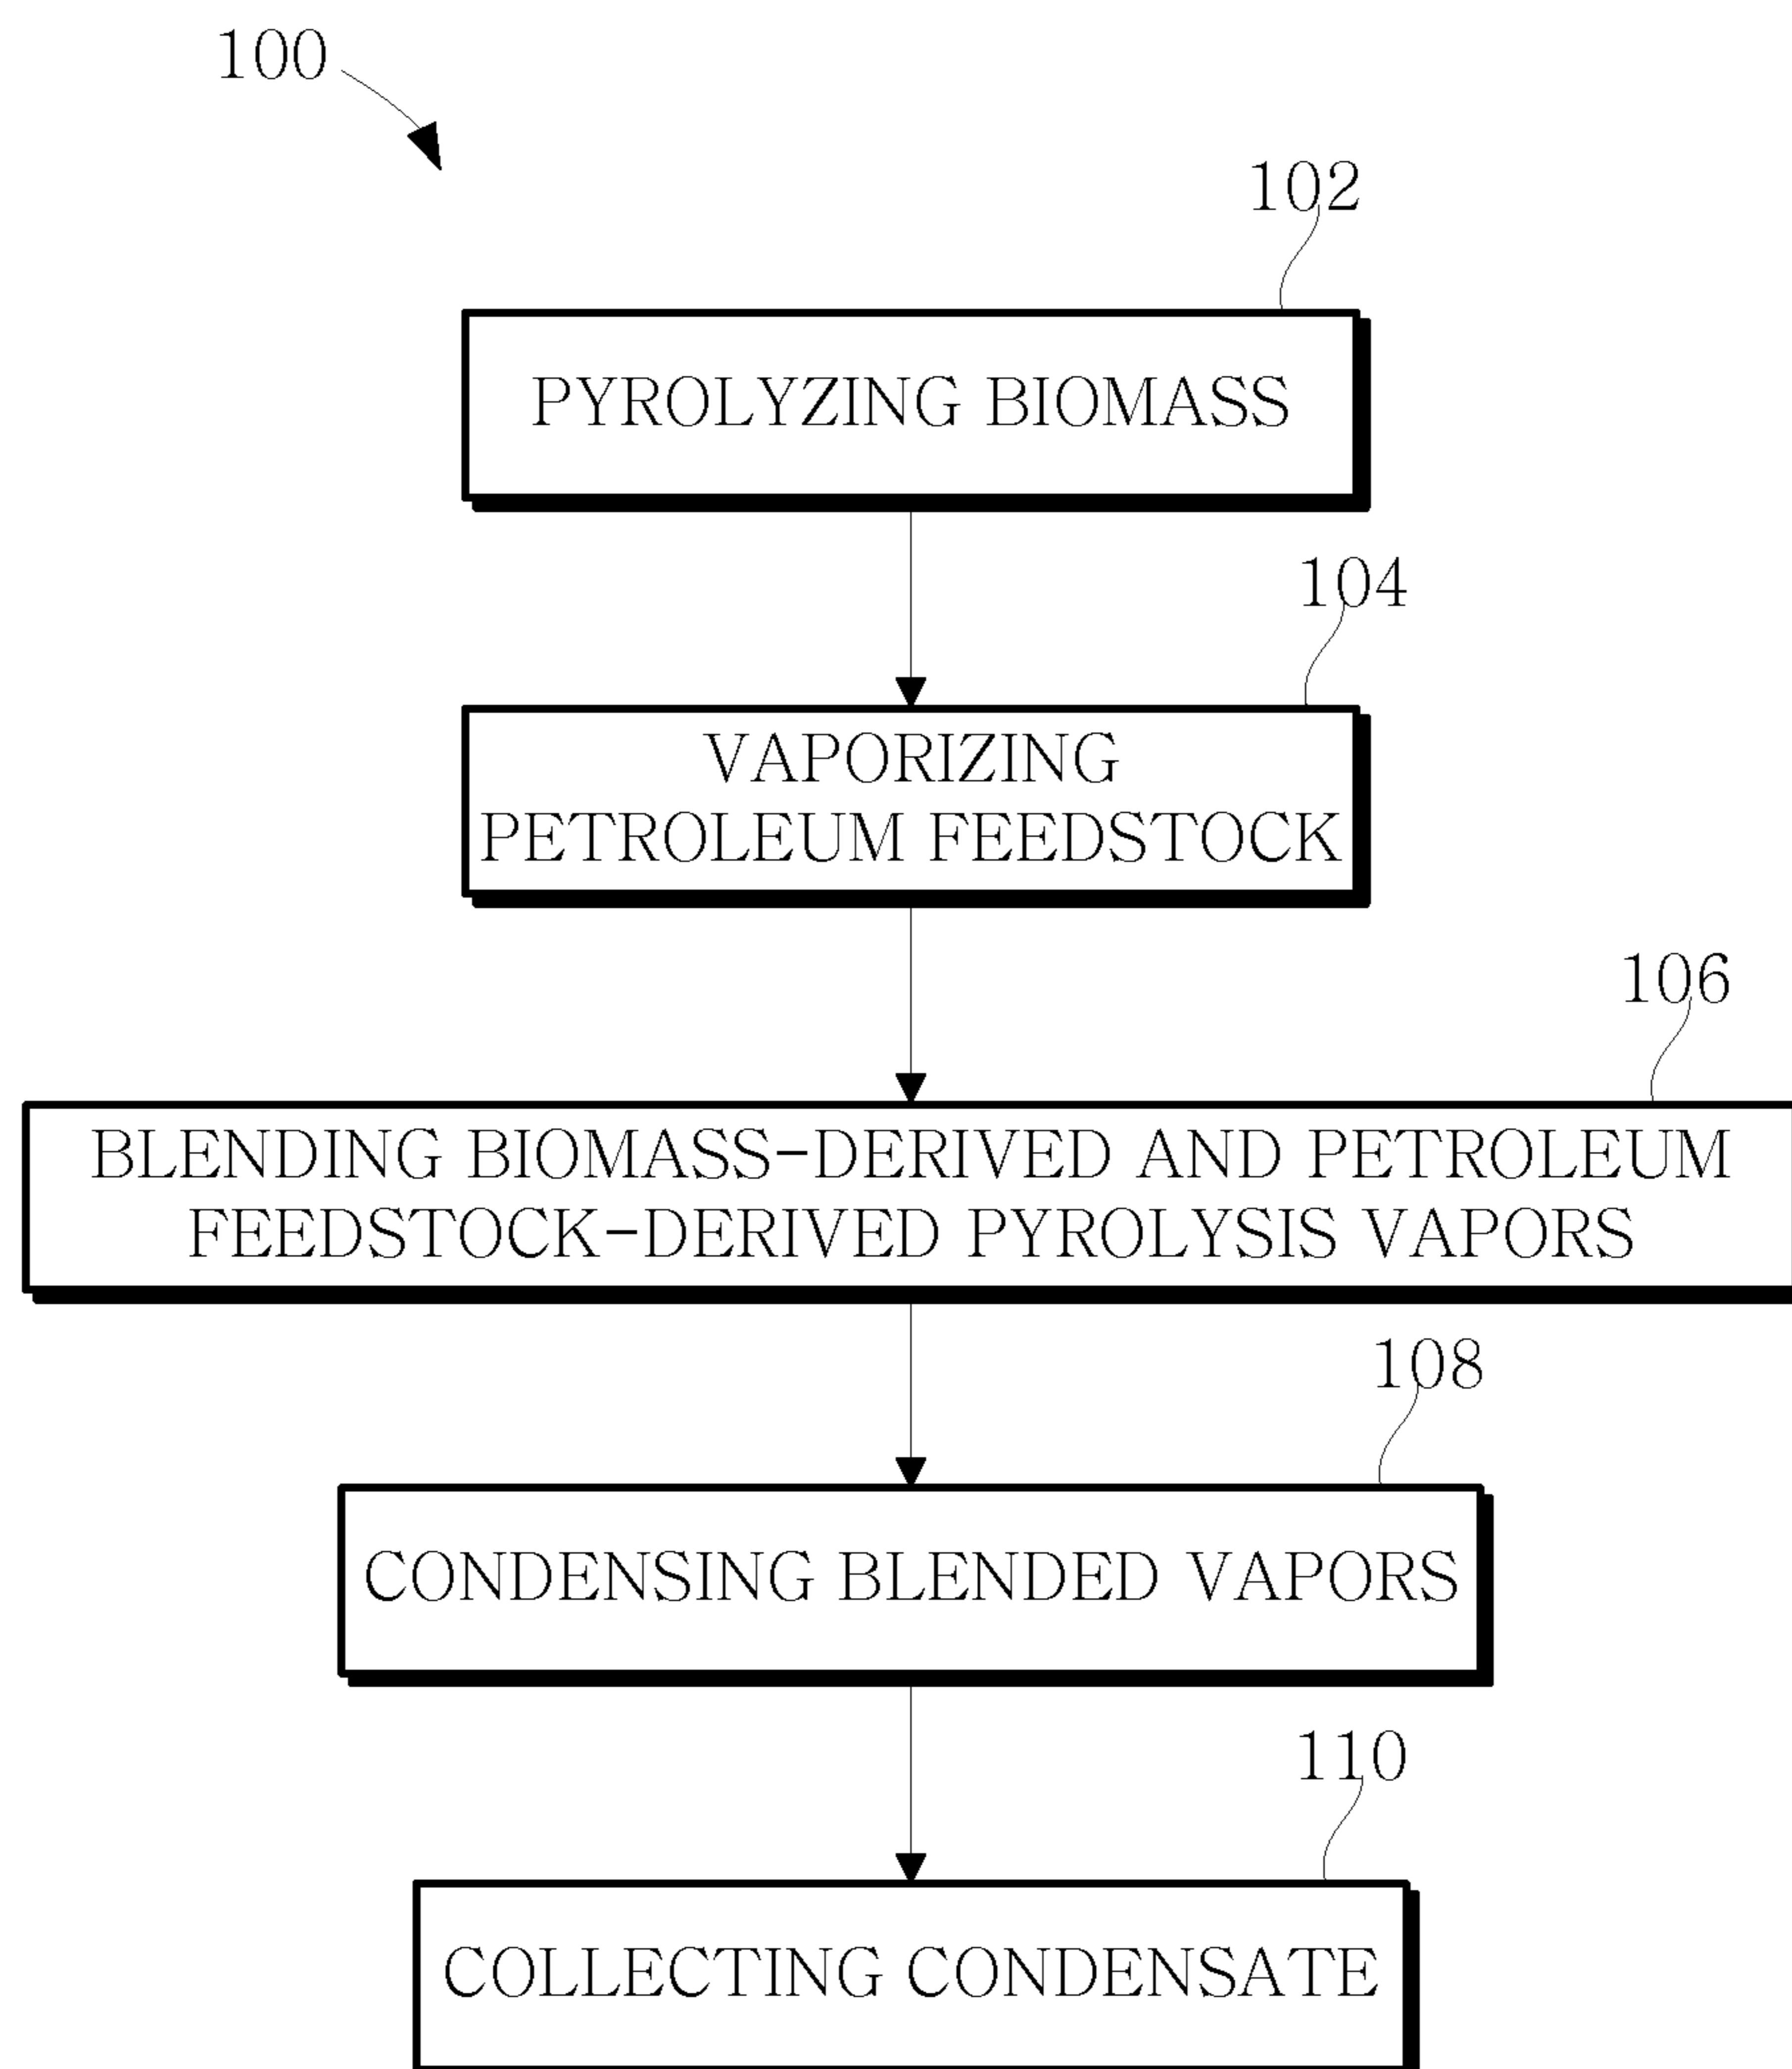 100
102
PYROLYZING BIOMASS
104
VAPORIZING
PETROLEUM FEEDSTOCK
106
BLENDING BIOMASS-DERIVED AND PETROLEUM
FEEDSTOCK-DERIVED PYROLYSIS VAPORS
108
CONDENSING BLENDED VAPORS
110
COLLECTING CONDENSATE